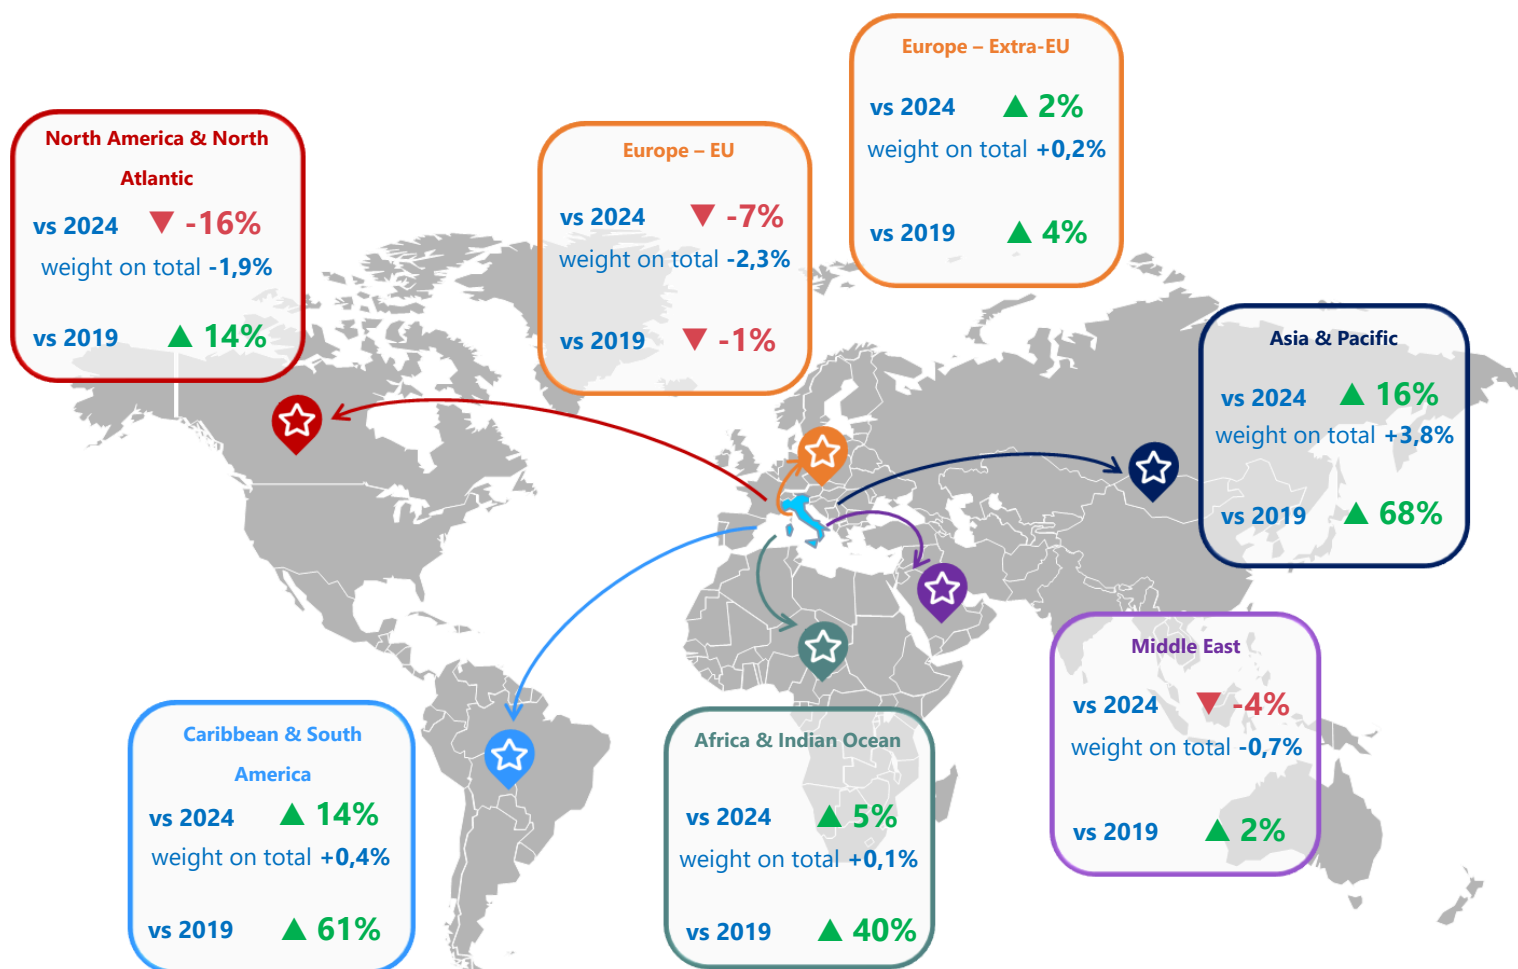 Europe – Extra-EU
vs 2024 ▲ 2%
weight on total +0,2%
vs 2019 ▲ 4%
North America & North
Atlantic
vs 2024 ▼ -16%
weight on total -1,9%
vs 2019 ▲ 14%
Europe – EU
vs 2024 ▼ -7%
weight on total -2,3%
vs 2019 ▼ -1%
Asia & Pacific
vs 2024 ▲ 16%
weight on total +3,8%
vs 2019 ▲ 68%
Middle East
vs 2024 ▼ -4%
weight on total -0,7%
vs 2019 ▲ 2%
Caribbean & South
America
vs 2024 ▲ 14%
weight on total +0,4%
vs 2019 ▲ 61%
Africa & Indian Ocean
vs 2024 ▲ 5%
weight on total +0,1%
vs 2019 ▲ 40%